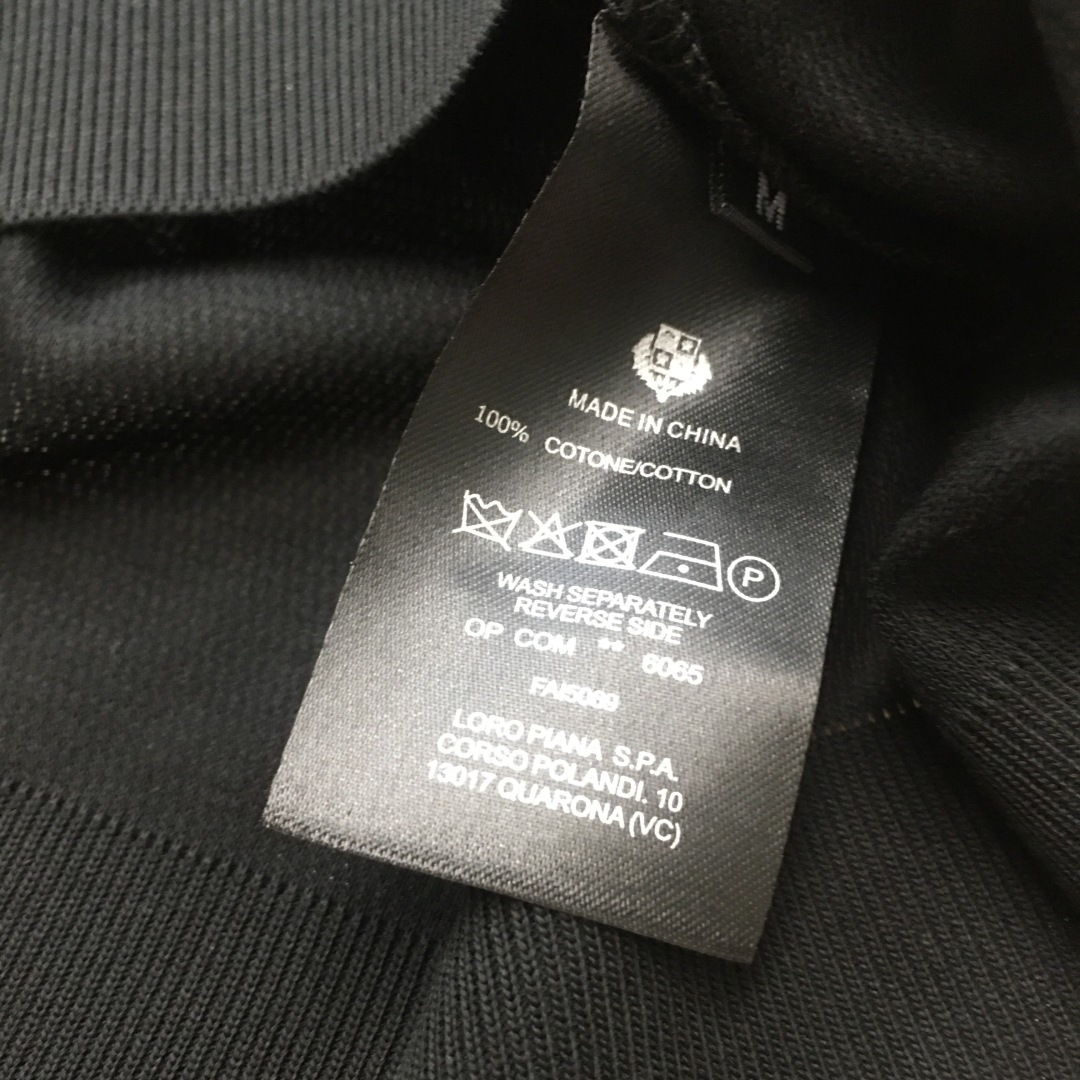 M
MADE IN CHINA
100% COTONE/COTTON
P
WASH SEPARATELY
REVERSE SIDE
OP COM ** 6065
FAI5069
LORO PIANA S.P.A.
CORSO POLANDI. 10
13017 QUARONA (VC)